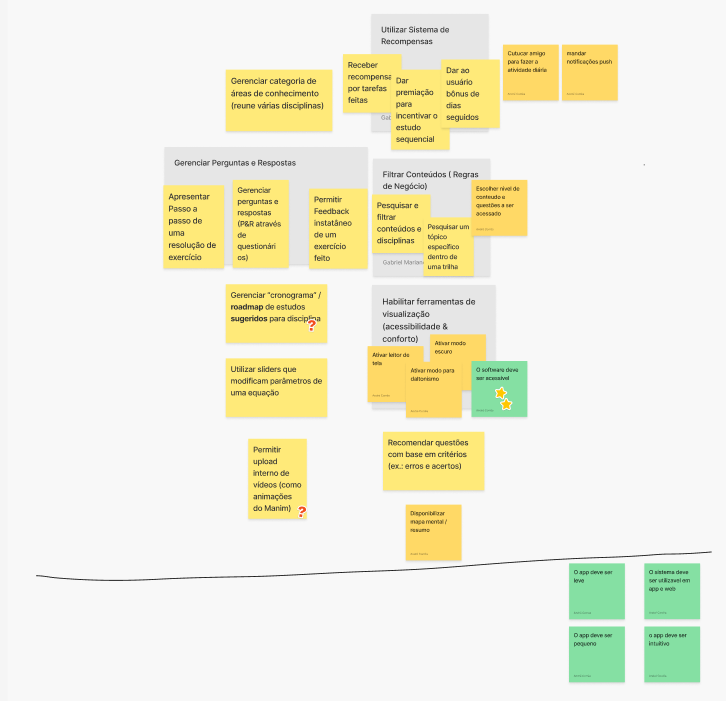 Utilizar Sistema de
Recompensas
Receber
recompensa
por tarefas
feitas
Dar
premiação
para
incentivar o
estudo
sequencial
Dar ao
usuário
bônus de
dias
seguidos
Gab
Cutucar amigo
para fazer a
atividade diária
mandar
notificações push
Gerenciar categoria de
áreas de conhecimento
(reune várias disciplinas)
Gerenciar Perguntas e Respostas
Apresentar
Passo a
passo de
uma
resolução de
exercício
Gerenciar
perguntas e
respostas
(P&R através
de
questionári
os)
Permitir
Feedback
instatâneo
de um
exercício
feito
Filtrar Conteúdos ( Regras
de Negócio)
Pesquisar e
filtrar
conteúdos e
disciplinas
Pesquisar um
tópico
específico
dentro de
uma trilha
Gabriel Mariano
Escolher nível de
conteudo e
questões a ser
acessado
Gerenciar "cronograma" /
roadmap de estudos
sugeridos para disciplina
?
Habilitar ferramentas de
visualização
(acessibilidade &
conforto)
Ativar leitor de
tela
Ativar modo
escuro
Ativar modo para
daltonismo
O software deve
ser acessível
Utilizar sliders que
modificam parâmetros de
uma equação
Recomendar questões
com base em critérios
(ex.: erros e acertos)
Permitir
upload
interno de
vídeos (como
animações
do Manim)
?
Disponibilizar
mapa mental /
resumo
O app deve ser
leve
O sistema deve
ser utilizavel em
app e web
O app deve ser
pequeno
o app deve ser
intuitivo